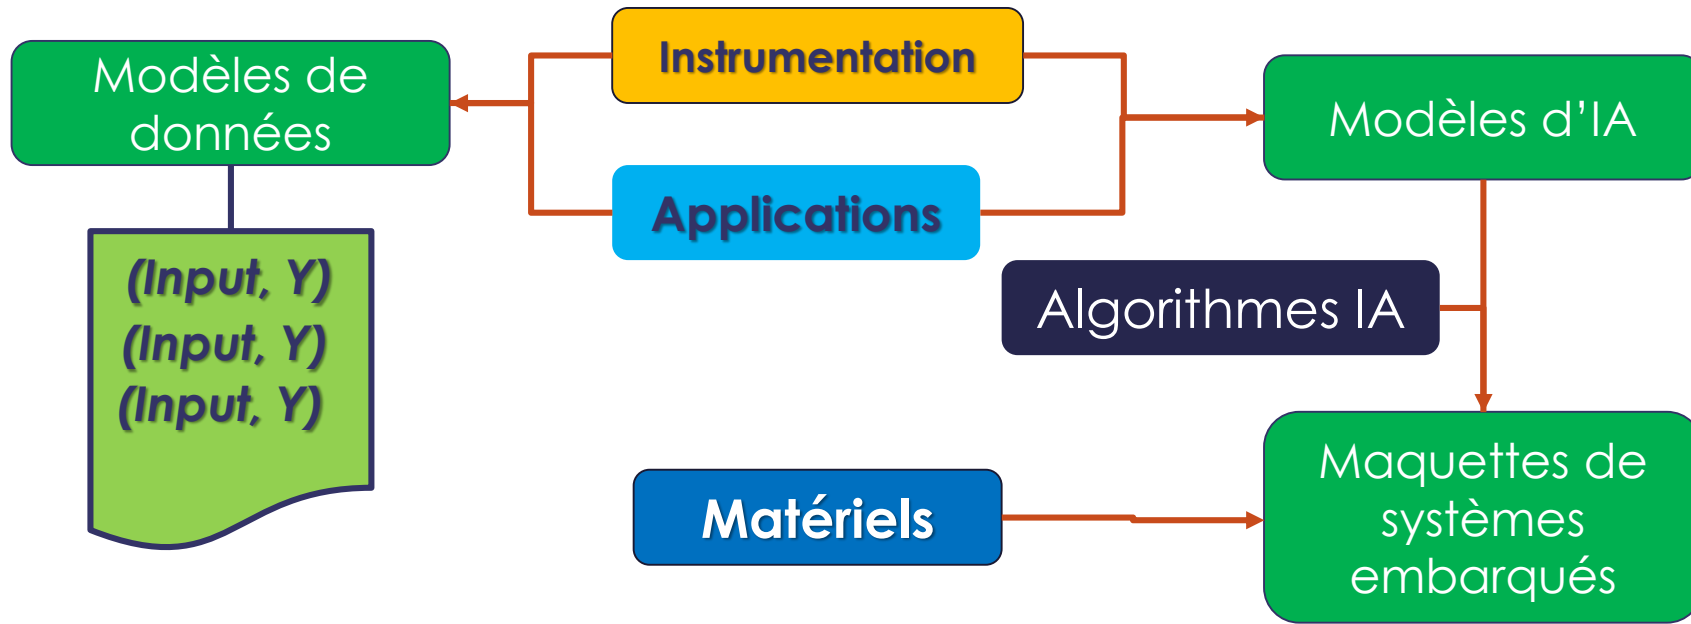 Instrumentation
Modèles de
données
Modèles d’IA
Applications
(Input, Y)
(Input, Y)
(Input, Y)
Algorithmes IA
Matériels
Maquettes de
systèmes
embarqués